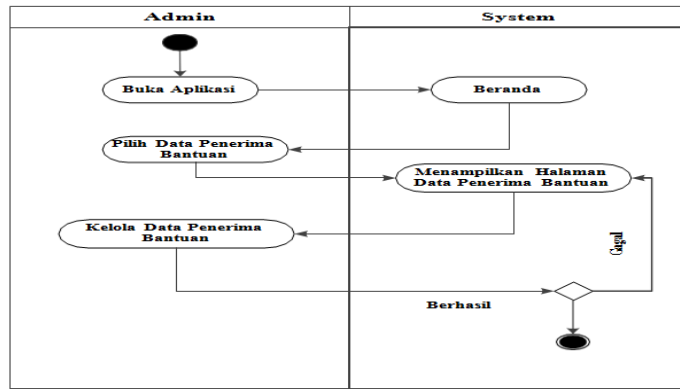 Admin
System
Buka Aplikasi
Beranda
Pilih Data Penerima
Bantuan
Menampilkan Halaman
Data Penerima Bantuan
Kelola Data Penerima
Bantuan
Gagal
Berhasil